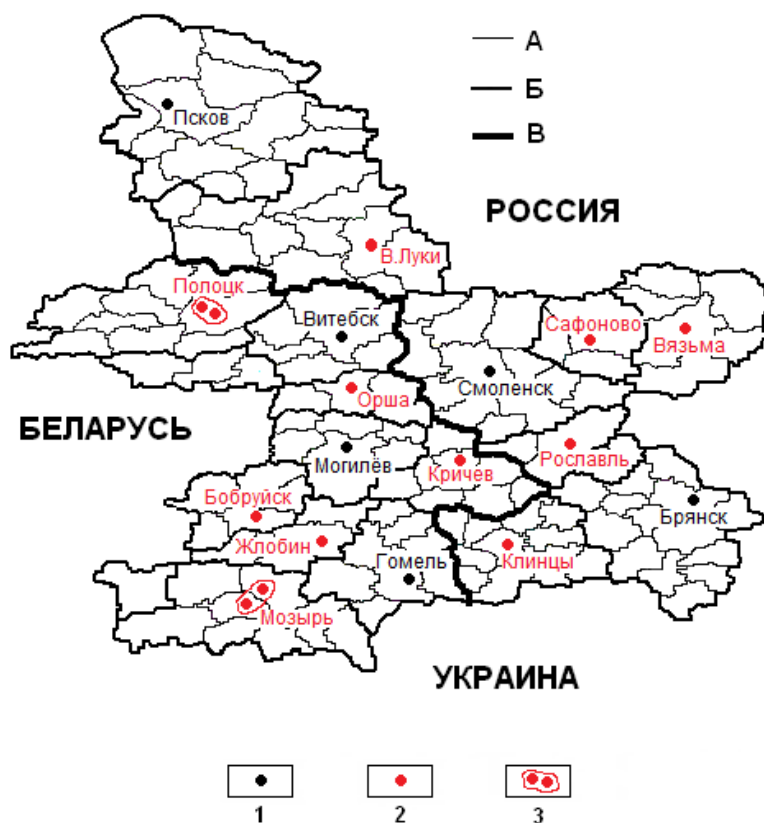 А
Б
В
Псков
РОССИЯ
В.Луки
Полоцк
Витебск
Сафоново
Вязьма
Смоленск
Орша
БЕЛАРУСЬ
Могилёв
Кричев
Рославль
Бобруйск
Брянск
Жлобин
Гомель
Клинцы
Мозырь
УКРАИНА
1 2 3